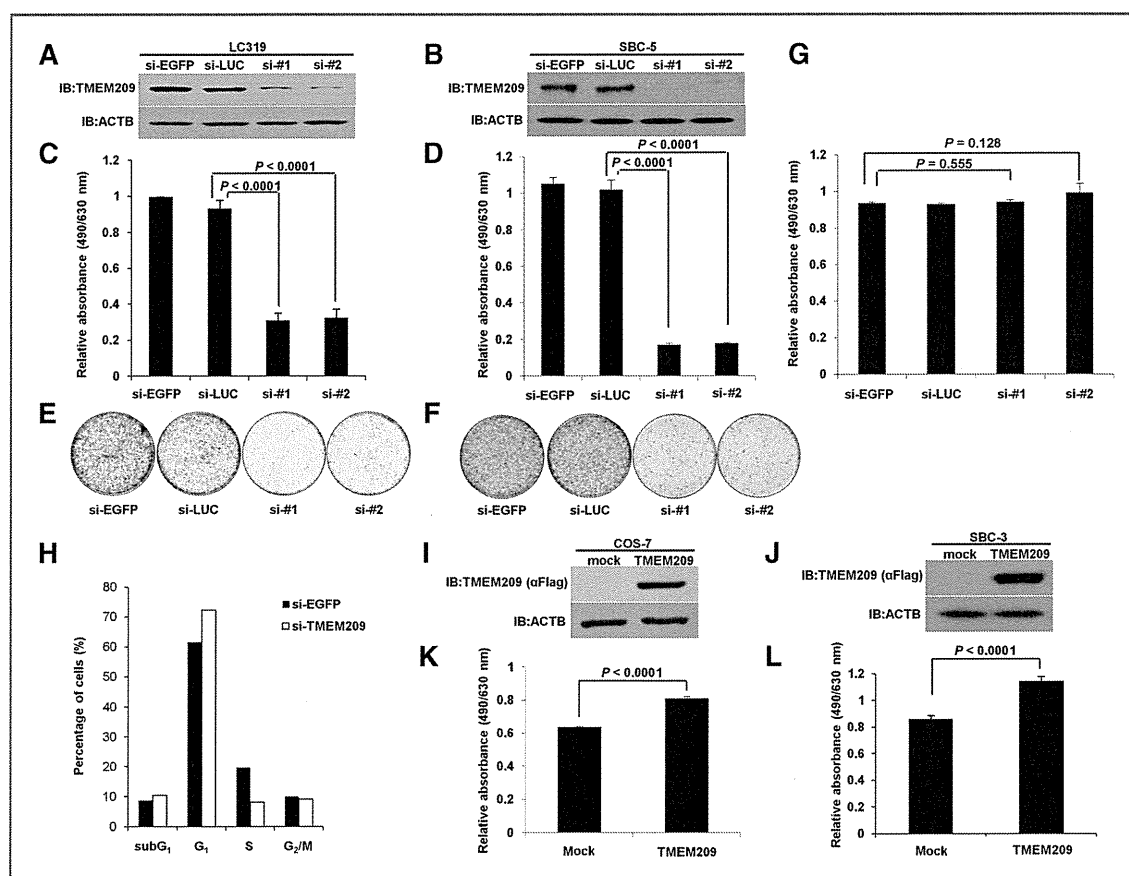 A
LC319
si-EGFP si-LUC si-#1 si-#2
IB:TMEM209
IB:ACTB
B
SBC-5
si-EGFP si-LUC si-#1 si-#2
IB:TMEM209
IB:ACTB
C
P < 0.0001
P < 0.0001
Relative absorbance (490/630 nm)
1.2
1
0.8
0.6
0.4
0.2
0
si-EGFP si-LUC si-#1 si-#2
D
P < 0.0001
P < 0.0001
Relative absorbance (490/630 nm)
1.2
1
0.8
0.6
0.4
0.2
0
si-EGFP si-LUC si-#1 si-#2
G
P = 0.128
P = 0.555
Relative absorbance (490/630 nm)
1.2
1
0.8
0.6
0.4
0.2
0
si-EGFP si-LUC si-#1 si-#2
E
si-EGFP si-LUC si-#1 si-#2
F
si-EGFP si-LUC si-#1 si-#2
H
Percentage of cells (%)
80
70
60
50
40
30
20
10
0
si-EGFP
si-TMEM209
subG1 G1 S G2/M
I
COS-7
mock TMEM209
IB:TMEM209 (αFlag)
IB:ACTB
J
SBC-3
mock TMEM209
IB:TMEM209 (αFlag)
IB:ACTB
K
P < 0.0001
Relative absorbance (490/630 nm)
1
0.8
0.6
0.4
0.2
0
Mock TMEM209
L
P < 0.0001
Relative absorbance (490/630 nm)
1.2
1
0.8
0.6
0.4
0.2
0
Mock TMEM209